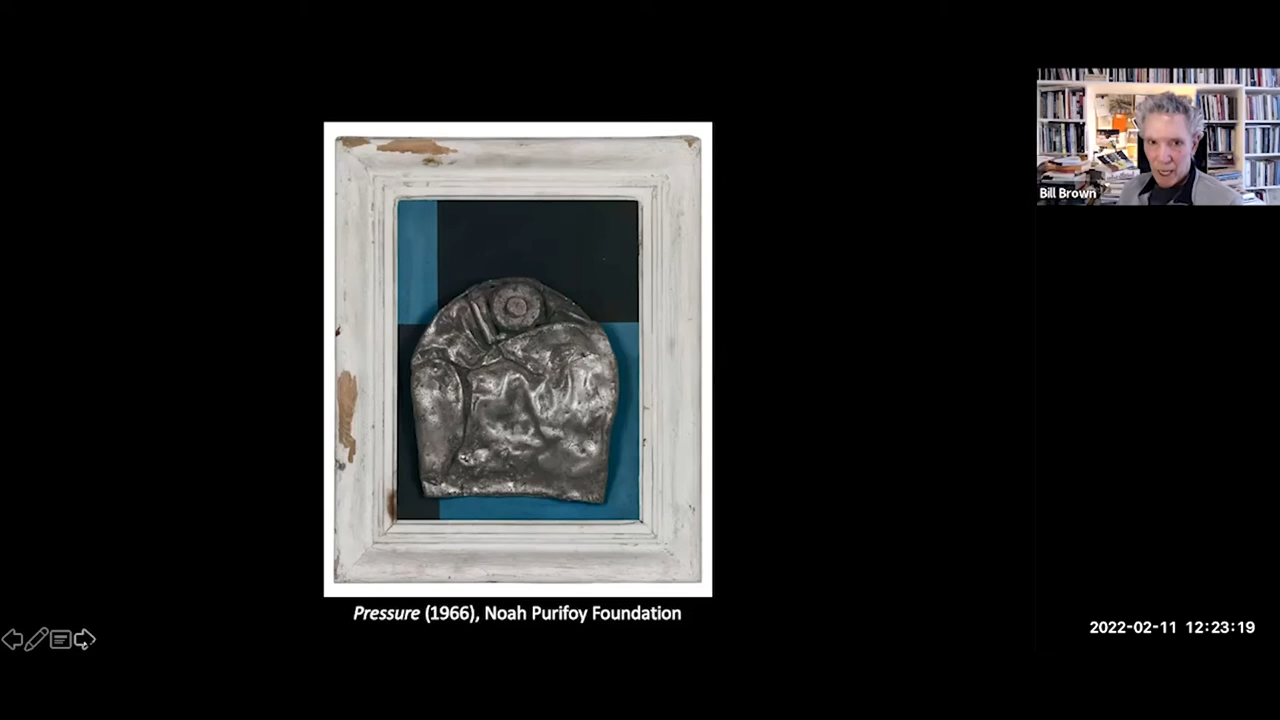 Bill Brown
Pressure (1966), Noah Purifoy Foundation
2022-02-11 12:23:19